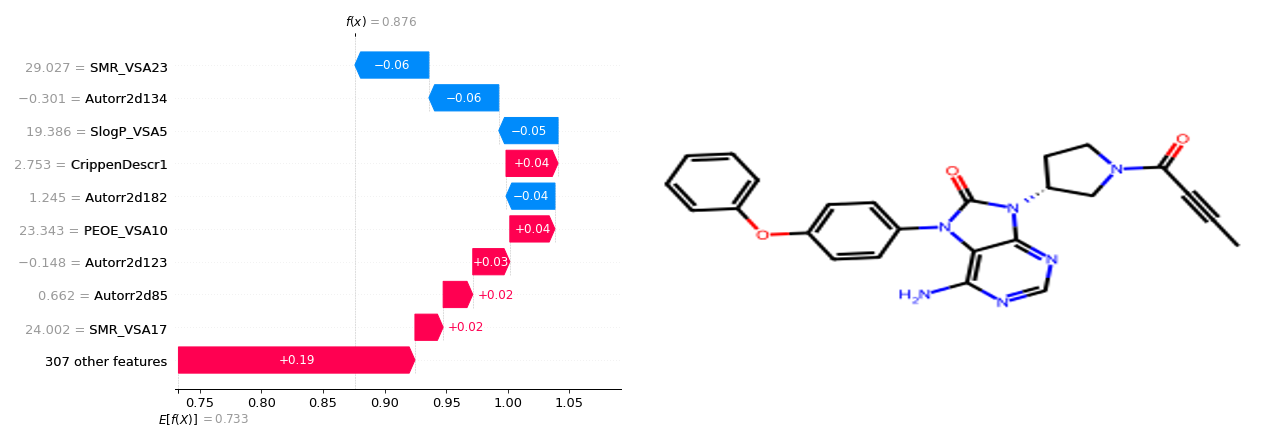 f(x) = 0.876
29.027 = SMR_VSA23
−0.06
−0.301 = Autorr2d134
−0.06
19.386 = SlogP_VSA5
−0.05
2.753 = CrippenDescr1
+0.04
1.245 = Autorr2d182
−0.04
23.343 = PEOE_VSA10
+0.04
−0.148 = Autorr2d123
+0.03
0.662 = Autorr2d85
+0.02
24.002 = SMR_VSA17
+0.02
307 other features
+0.19
0.75 0.80 0.85 0.90 0.95 1.00 1.05
E[f(X)] = 0.733
O
O
N
N
N
O
N
H₂N
N